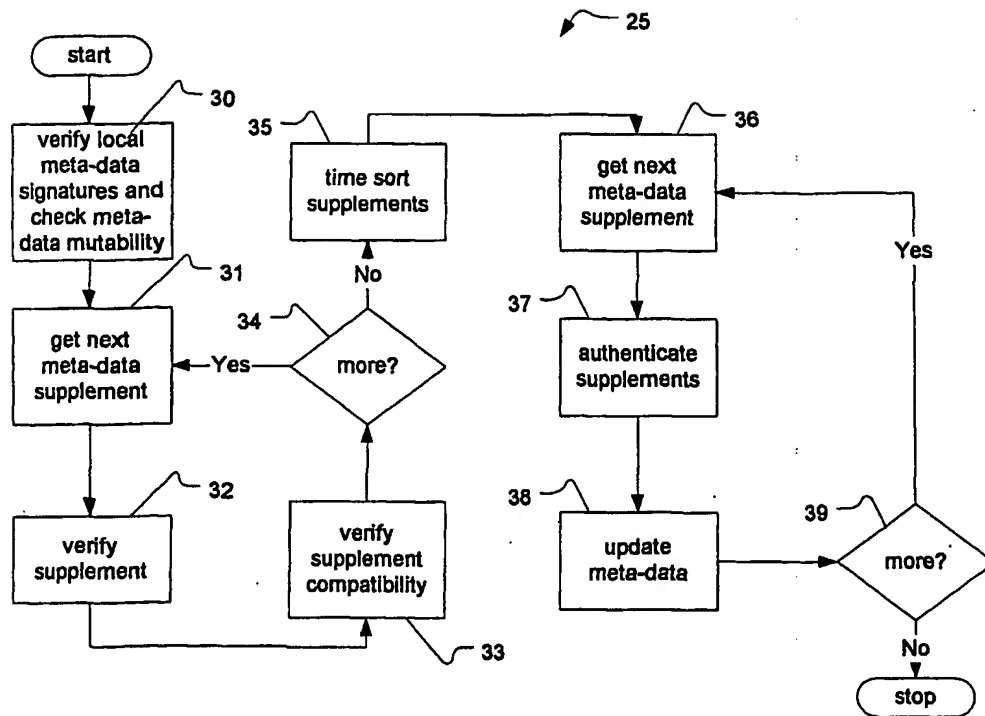 25
start
30
verify local
meta-data
signatures and
check meta-
data mutability
31
get next
meta-data
supplement
32
verify
supplement
33
verify
supplement
compatibility
34
more?
Yes
No
35
time sort
supplements
36
get next
meta-data
supplement
37
authenticate
supplements
38
update
meta-data
39
more?
Yes
No
stop